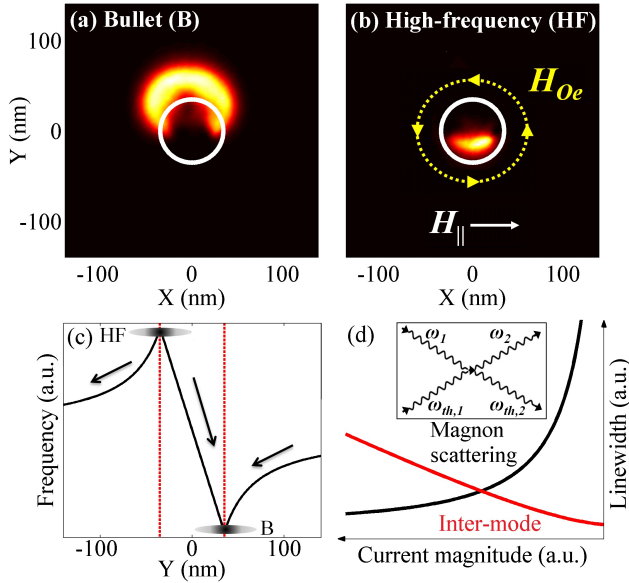 (a) Bullet (B)
100
0
-100
Y (nm)
-100 0 100
X (nm)
(b) High-frequency (HF)
H_Oe
H_||
-100 0 100
X (nm)
(c)
HF
B
Frequency (a.u.)
-100 0 100
Y (nm)
(d)
ω_1 ω_2
ω_th,1 ω_th,2
Magnon
scattering
Inter-mode
Linewidth (a.u.)
Current magnitude (a.u.)